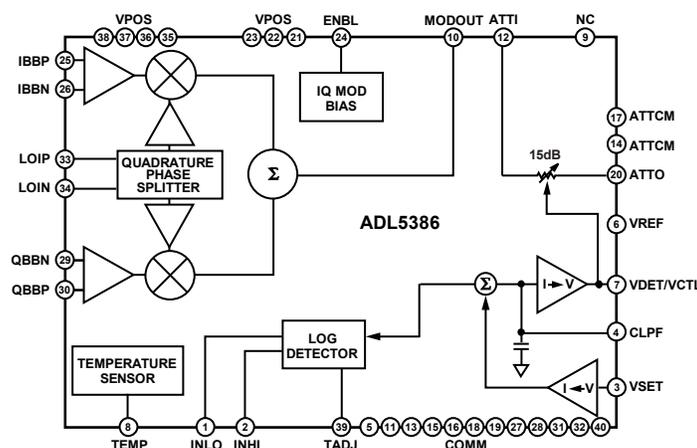 VPOS VPOS ENBL MODOUT ATTI NC
38 37 36 35 23 22 21 24 10 12 9
IBBP 25
IBBN 26
IQ MOD
BIAS
17 ATTCM
14 ATTCM
15dB
20 ATTO
LOIP 33
LOIN 34
QUADRATURE
PHASE
SPLITTER
Σ
ADL5386
6 VREF
QBBN 29
QBBP 30
Σ
I V
7 VDET/VCTL
4 CLPF
LOG
DETECTOR
TEMPERATURE
SENSOR
I V
3 VSET
8 1 2 39 5 11 13 15 16 18 19 27 28 31 32 40
TEMP INLO INHI TADJ COMM